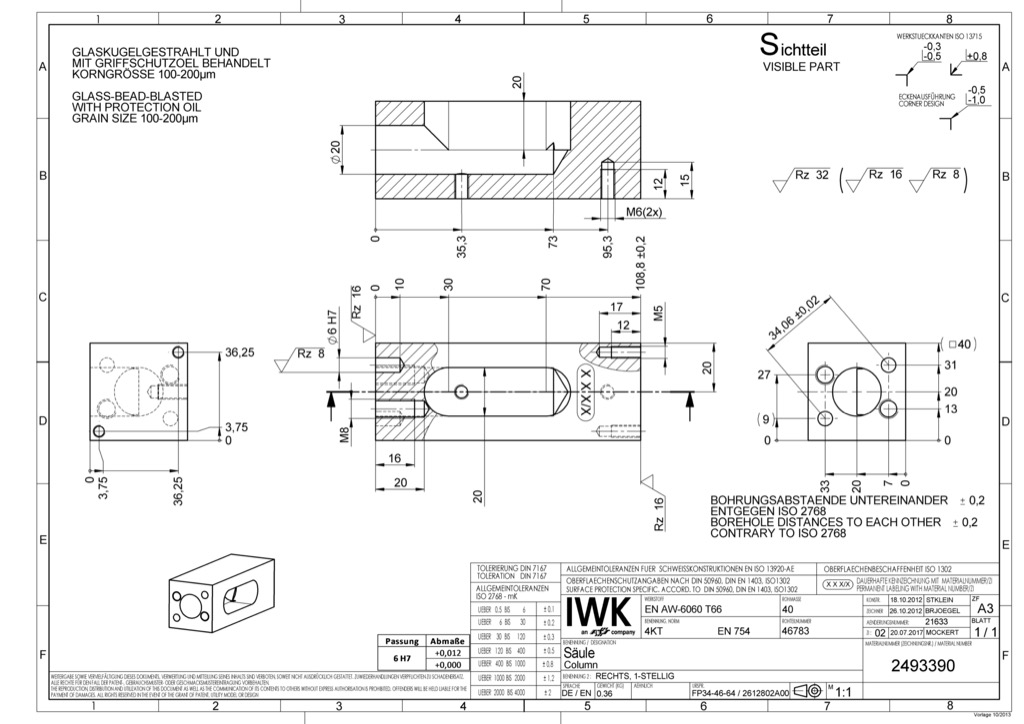 1 2 3 4 5 6 7 8
A
B
C
D
E
F
GLASKUGELGESTRAHLT UND
MIT GRIFFSCHUTZOEL BEHANDELT
KORNGRÖSSE 100-200µm
GLASS-BEAD-BLASTED
WITH PROTECTION OIL
GRAIN SIZE 100-200µm
Sichtteil
VISIBLE PART
WERKSTUECKKANTEN ISO 13715
-0,3
-0,5
+0,8
ECKENAUSFÜHRUNG
CORNER DESIGN
-0,5
-1,0
Rz 32 ( Rz 16 Rz 8 )
20
∅20
12
15
M6(2x)
0
35,3
73
95,3
Rz 16
0
10
30
70
108,8 ±0,2
∅6 H7
Rz 8
17
12
M5
20
X/X X X
M8
16
20
20
Rz 16
36,25
3,75
0
0
3,75
36,25
34,06 ±0,02
(□40)
31
20
13
0
27
(9)
0
33
20
7
0
BOHRUNGSABSTAENDE UNTEREINANDER ± 0,2
ENTGEGEN ISO 2768
BOREHOLE DISTANCES TO EACH OTHER ± 0,2
CONTRARY TO ISO 2768
Passung Abmaße
6 H7 +0,012
+0,000
TOLERIERUNG DIN 7167
TOLERATION DIN 7167
ALLGEMEINTOLERANZEN
ISO 2768 - mK
UEBER 0,5 BIS 6 ± 0,1
UEBER 6 BIS 30 ± 0,2
UEBER 30 BIS 120 ± 0,3
UEBER 120 BIS 400 ± 0,5
UEBER 400 BIS 1000 ± 0,8
UEBER 1000 BIS 2000 ± 1,2
UEBER 2000 BIS 4000 ± 2
ALLGEMEINTOLERANZEN FUER SCHWEISSKONSTRUKTIONEN EN ISO 13920-AE
OBERFLAECHENBESCHAFFENHEIT ISO 1302
OBERFLAECHENSCHUTZANGABEN NACH DIN 50960, DIN EN 1403, ISO1302
SURFACE PROTECTION SPECIFIC. ACCORD. TO DIN 50960, DIN EN 1403, ISO1302
X X X/X
DAUERHAFTE KENNZEICHNUNG MIT MATERIALNUMMER/ZI
PERMANENT LABELING WITH MATERIAL NUMBER/ZI
IWK
an company
WERKSTOFF
EN AW-6060 T66
ROHMASSE
40
BENENNUNG, NORM
4KT EN 754
ROHTEILNUMMER
46783
KONSTR. 18.10.2012 STKLEIN
ZEICHNER 26.10.2012 BRJOEGEL
AENDERUNGSNUMMER: 21633
3 : 02 20.07.2017 MOCKERT
ZF
A3
BLATT
1 / 1
BENENNUNG / DESIGNATION
Säule
Column
MATERIALNUMMER (ZEICHNUNGSNR.) / MATERIAL NUMBER
2493390
BENENNUNG 2: RECHTS, 1-STELLIG
SPRACHE
DE / EN
GEWICHT (KG)
0.36
AEHNLICH
URSPR.
FP34-46-64 / 2612802A00
M 1:1
WEITERGABE SOWIE VERVIELFÄLTIGUNG DIESES DOKUMENTS, VERWERTUNG UND MITTEILUNG SEINES INHALTS SIND VERBOTEN, SOWEIT NICHT AUSDRÜCKLICH GESTATTET. ZUWIDERHANDLUNGEN VERPFLICHTEN ZU SCHADENERSATZ.
ALLE RECHTE FÜR DEN FALL DER PATENT-, GEBRAUCHSMUSTER- ODER GESCHMACKSMUSTEREINTRAGUNG VORBEHALTEN.
THE REPRODUCTION, DISTRIBUTION AND UTILIZATION OF THIS DOCUMENT AS WELL AS THE COMMUNICATION OF ITS CONTENTS TO OTHERS WITHOUT EXPRESS AUTHORISATION IS PROHIBITED. OFFENDERS WILL BE HELD LIABLE FOR THE
PAYMENT OF DAMAGES. ALL RIGHTS RESERVED IN THE EVENT OF THE GRANT OF PATENT, UTILITY MODEL OR DESIGN
A
B
C
D
E
F
1 2 3 4 5 6 7 8
Vorlage 10/2013